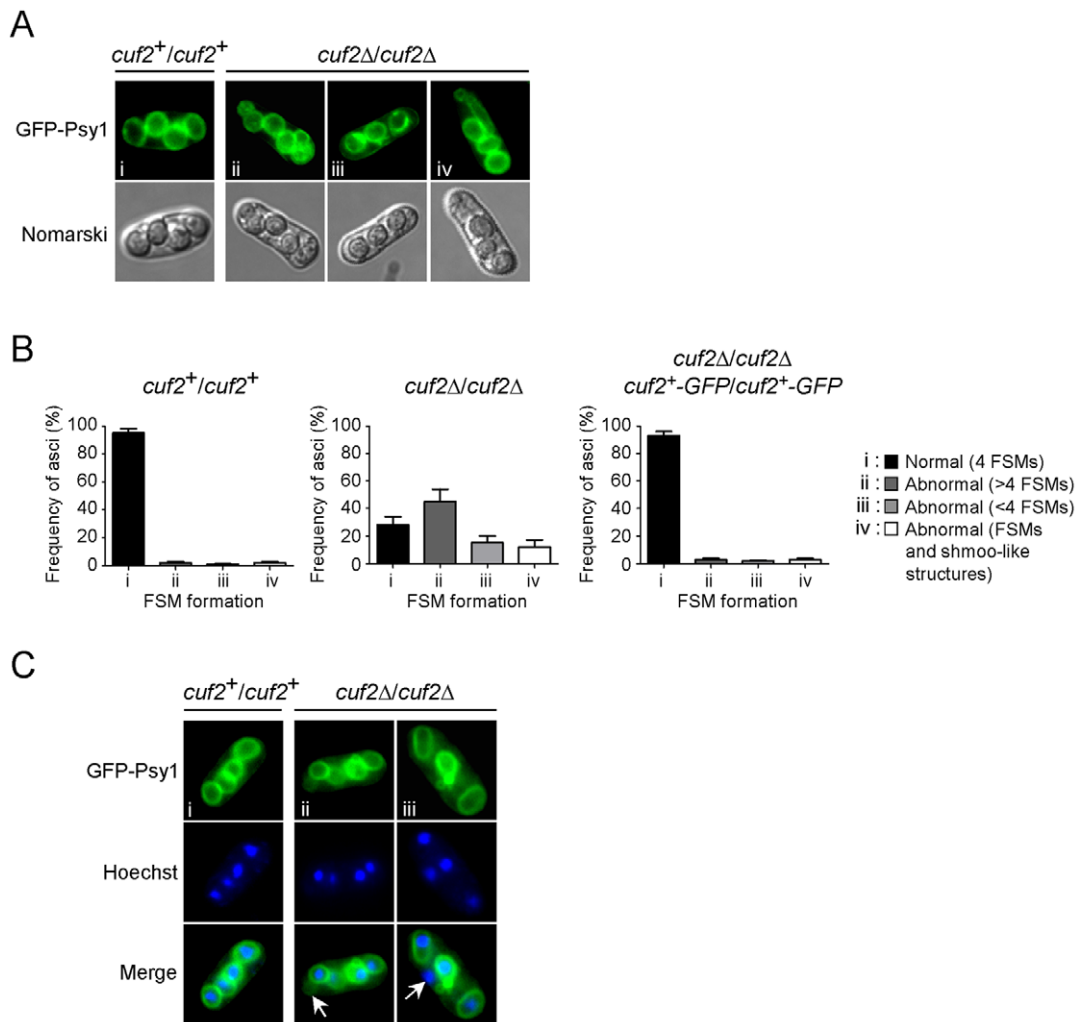 A
cuf2+/cuf2+
cuf2Δ/cuf2Δ
GFP-Psy1
i
ii
iii
iv
Nomarski
B
cuf2+/cuf2+
Frequency of asci (%)
100
80
60
40
20
0
i
ii
iii
iv
FSM formation
cuf2Δ/cuf2Δ
Frequency of asci (%)
100
80
60
40
20
0
i
ii
iii
iv
FSM formation
cuf2Δ/cuf2Δ
cuf2+-GFP/cuf2+-GFP
Frequency of asci (%)
100
80
60
40
20
0
i
ii
iii
iv
FSM formation
i : Normal (4 FSMs)
ii : Abnormal (>4 FSMs)
iii : Abnormal (<4 FSMs)
iv : Abnormal (FSMs
and shmoo-like
structures)
C
cuf2+/cuf2+
cuf2Δ/cuf2Δ
GFP-Psy1
i
ii
iii
Hoechst
Merge